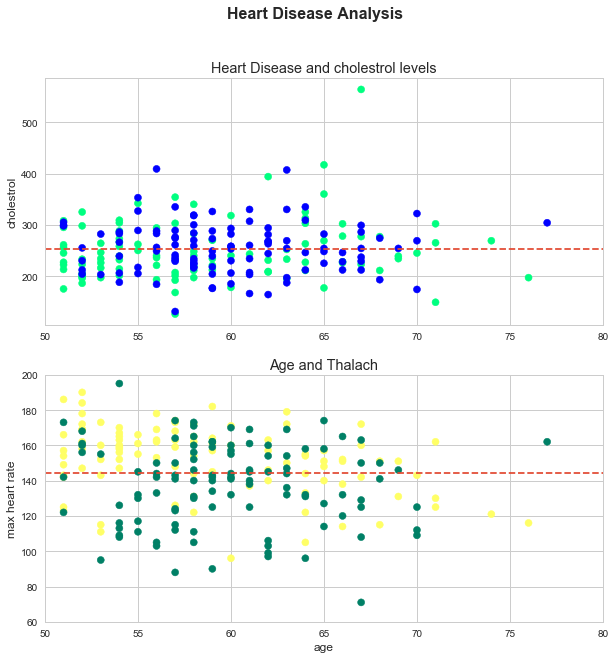 Heart Disease Analysis
Heart Disease and cholestrol levels
cholestrol
500
400
300
200
50 55 60 65 70 75 80
Age and Thalach
max heart rate
200
180
160
140
120
100
80
60
50 55 60 65 70 75 80
age